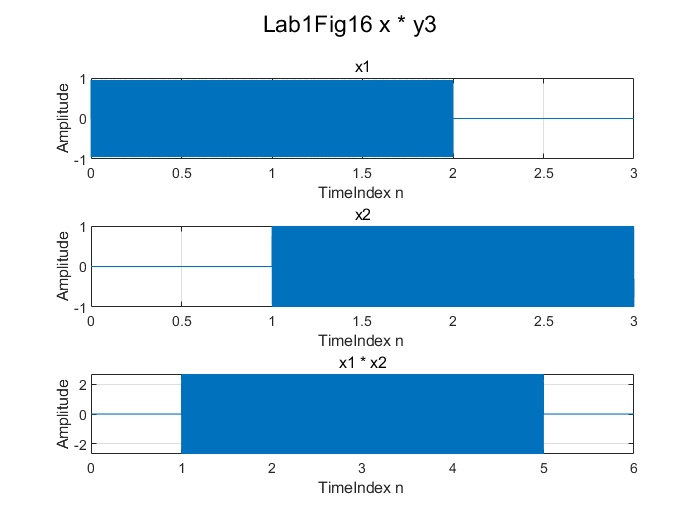 Lab1Fig16 x * y3
x1
1
0
-1
Amplitude
0 0.5 1 1.5 2 2.5 3
TimeIndex n
x2
1
0
-1
Amplitude
0 0.5 1 1.5 2 2.5 3
TimeIndex n
x1 * x2
2
0
-2
Amplitude
0 1 2 3 4 5 6
TimeIndex n